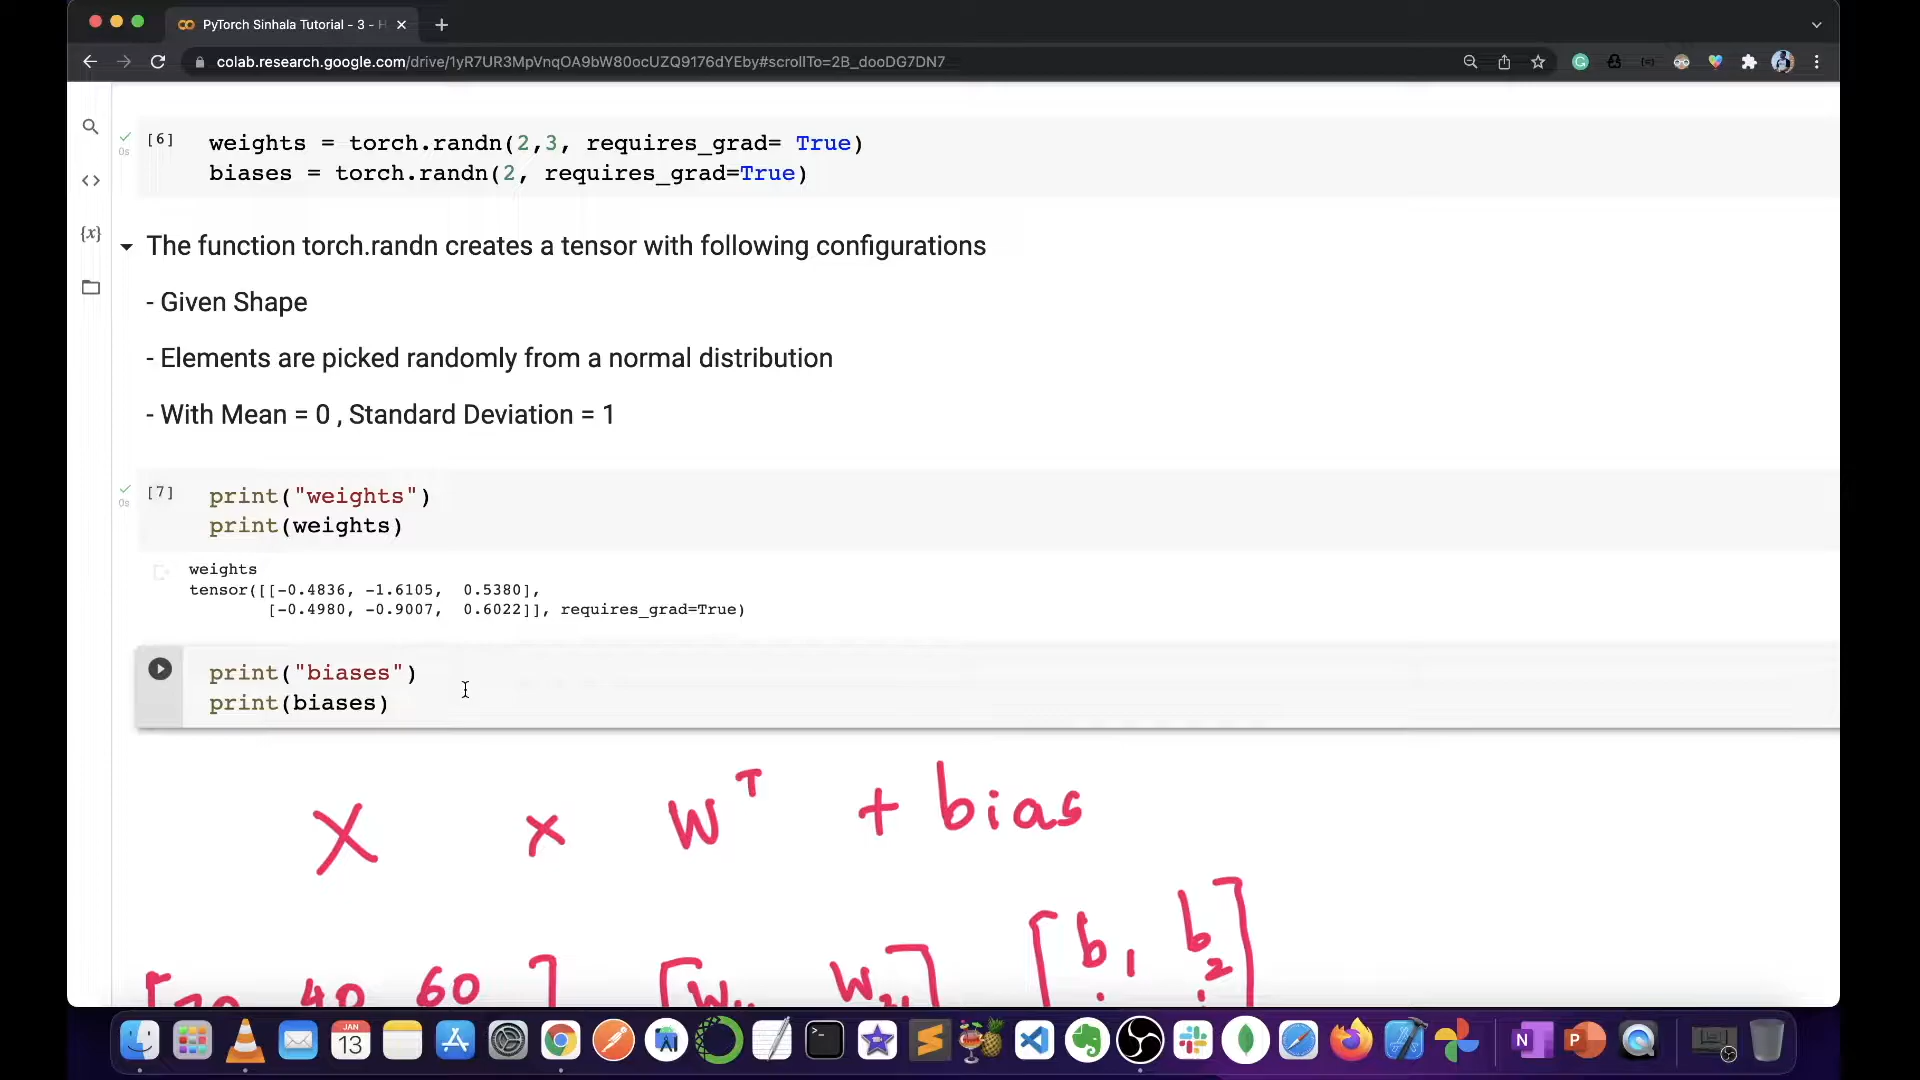 PyTorch Sinhala Tutorial - 3 - H
colab.research.google.com/drive/1yR7UR3MpVnqOA9bW80ocUZQ9176dYEby#scrollTo=2B_dooDG7DN7
[6] weights = torch.randn(2,3, requires_grad= True)
0s
biases = torch.randn(2, requires_grad=True)
{x}
The function torch.randn creates a tensor with following configurations
- Given Shape
- Elements are picked randomly from a normal distribution
- With Mean = 0 , Standard Deviation = 1
[7] print("weights")
0s
print(weights)
weights
tensor([[-0.4836, -1.6105, 0.5380],
[-0.4980, -0.9007, 0.6022]], requires_grad=True)
print("biases")
print(biases)
X x W T + bias
[ b1 b2 ]
40 60 ]
JAN
13
N
P